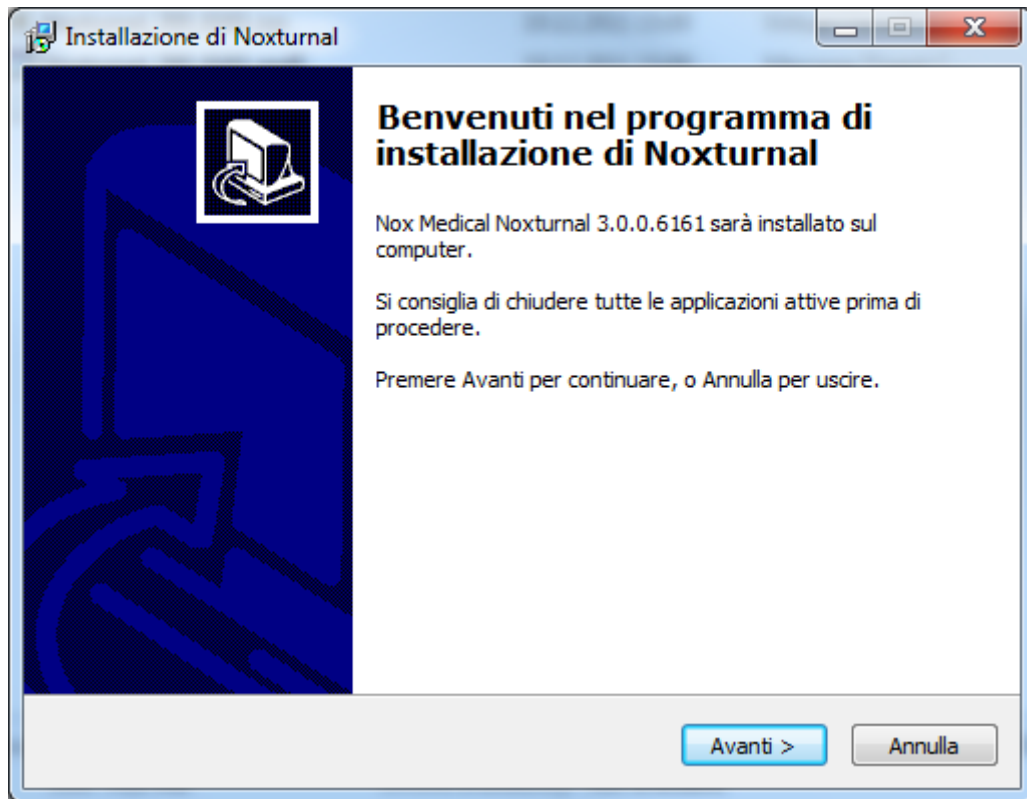 Installazione di Noxturnal
Benvenuti nel programma di
installazione di Noxturnal
Nox Medical Noxturnal 3.0.0.6161 sarà installato sul
computer.
Si consiglia di chiudere tutte le applicazioni attive prima di
procedere.
Premere Avanti per continuare, o Annulla per uscire.
Avanti >
Annulla